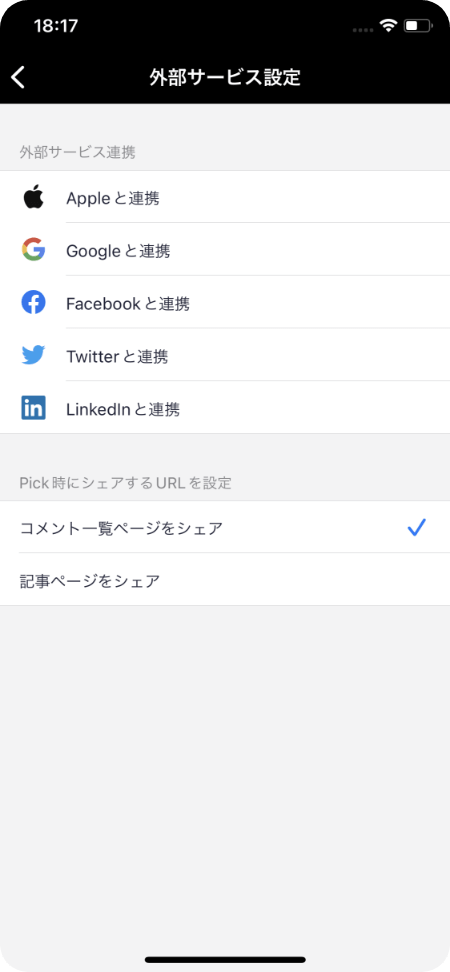 18:17
外部サービス設定
外部サービス連携
Appleと連携
Googleと連携
Facebookと連携
Twitterと連携
in LinkedInと連携
Pick時にシェアするURLを設定
コメント一覧ページをシェア
記事ページをシェア